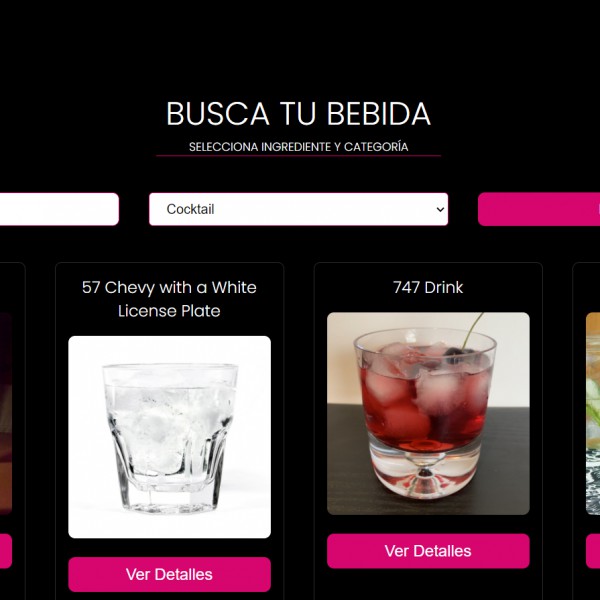 BUSCA TU BEBIDA
SELECCIONA INGREDIENTE Y CATEGORÍA
Cocktail
57 Chevy with a White
License Plate
747 Drink
Ver Detalles
Ver Detalles